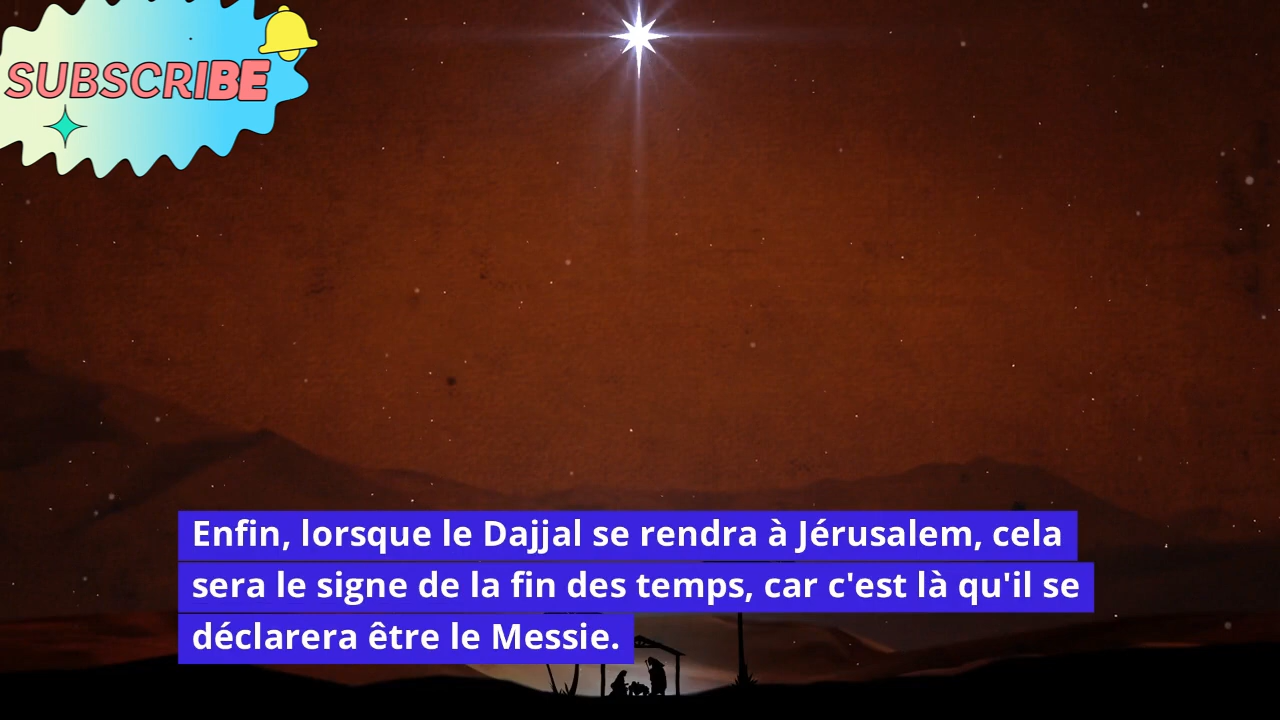 SUBSCRIBE
Enfin, lorsque le Dajjal se rendra à Jérusalem, cela
sera le signe de la fin des temps, car c'est là qu'il se
déclarera être le Messie.